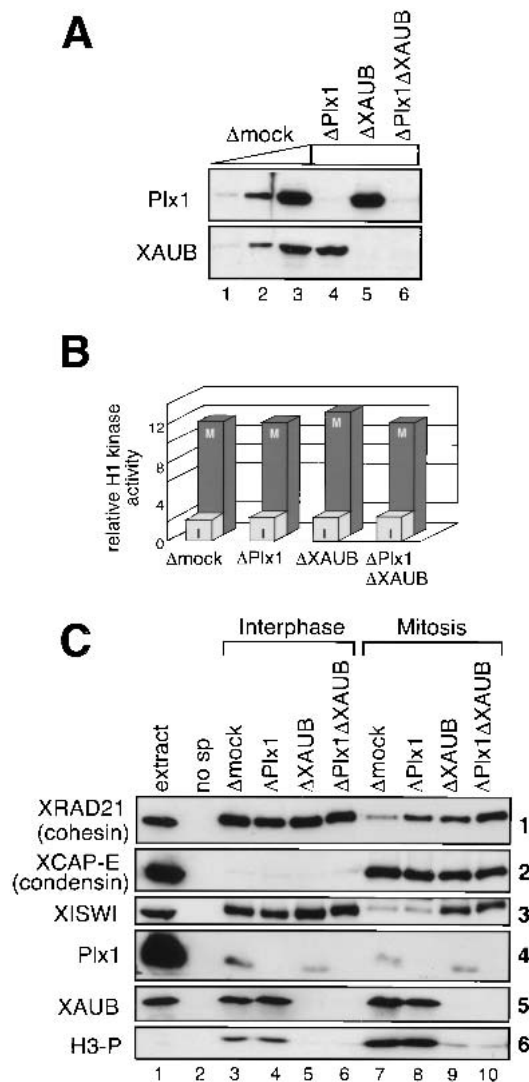 A
Δmock
ΔPlx1
ΔXAUB
ΔPlx1ΔXAUB
Plx1
XAUB
1 2 3 4 5 6
B
relative H1 kinase
activity
12
8
4
0
M M M M
I I I I
Δmock ΔPlx1 ΔXAUB ΔPlx1
ΔXAUB
C
Interphase Mitosis
extract
no sp
Δmock
ΔPlx1
ΔXAUB
ΔPlx1ΔXAUB
Δmock
ΔPlx1
ΔXAUB
ΔPlx1ΔXAUB
XRAD21
(cohesin)
1
XCAP-E
(condensin)
2
XISWI 3
Plx1 4
XAUB 5
H3-P 6
1 2 3 4 5 6 7 8 9 10